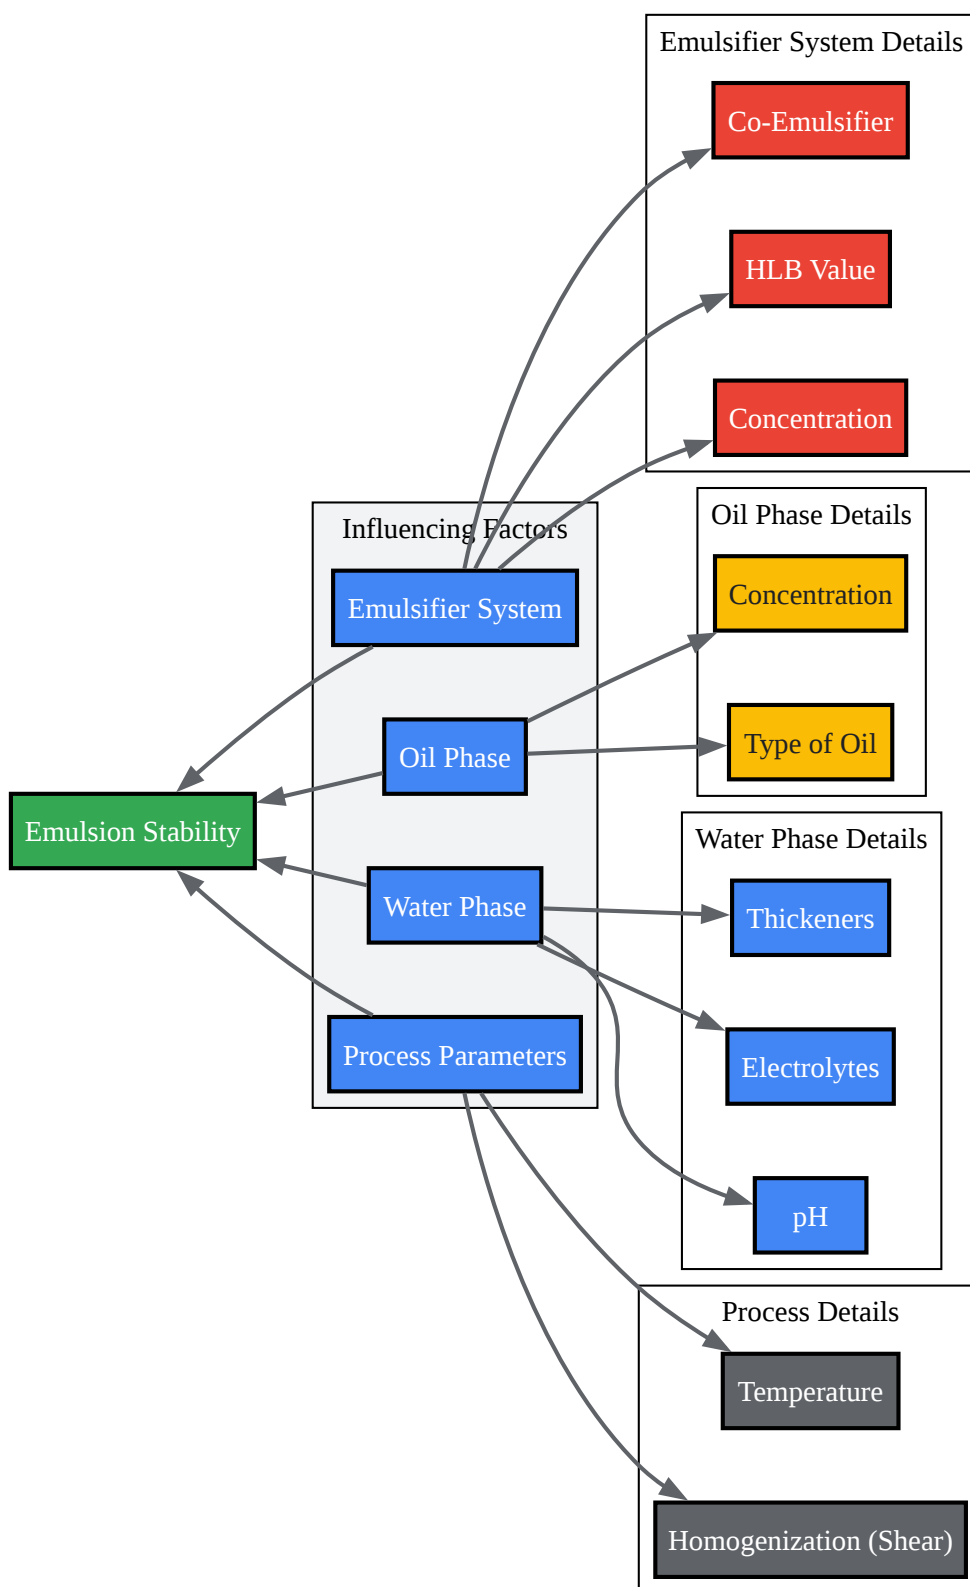 Emulsifier System Details
Co-Emulsifier
HLB Value
Concentration
Oil Phase Details
Concentration
Type of Oil
Influencing Factors
Emulsifier System
Oil Phase
Water Phase
Process Parameters
Emulsion Stability
Water Phase Details
Thickeners
Electrolytes
pH
Process Details
Temperature
Homogenization (Shear)